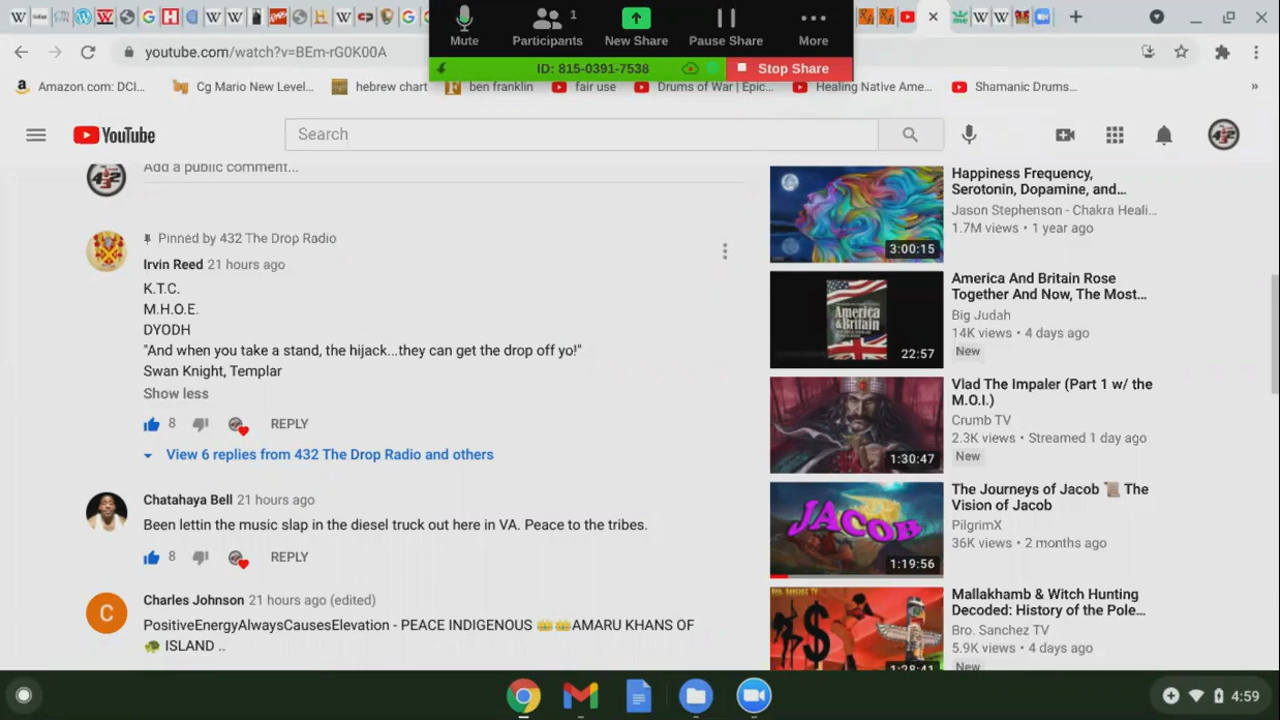 Mute
Participants
1
New Share
Pause Share
More
ID: 815-0391-7538
Stop Share
youtube.com/watch?v=BEm-rG0K00A
Amazon.com: DCI...
Cg Mario New Level...
hebrew chart
ben franklin
fair use
Drums of War | Epic...
Healing Native Ame...
Shamanic Drums...
»
YouTube
Search
Add a public comment...
Pinned by 432 The Drop Radio
Irvin Reed 21 hours ago
K.T.C.
M.H.O.E.
DYODH
"And when you take a stand, the hijack...they can get the drop off yo!"
Swan Knight, Templar
Show less
8
REPLY
View 6 replies from 432 The Drop Radio and others
Chatahaya Bell 21 hours ago
Been lettin the music slap in the diesel truck out here in VA. Peace to the tribes.
8
REPLY
C
Charles Johnson 21 hours ago (edited)
PositiveEnergyAlwaysCausesElevation - PEACE INDIGENOUS 👑👑AMARU KHANS OF
🐢 ISLAND ..
3:00:15
Happiness Frequency,
Serotonin, Dopamine, and...
Jason Stephenson - Chakra Heali...
1.7M views • 1 year ago
America
&Britain
22:57
America And Britain Rose
Together And Now, The Most...
Big Judah
14K views • 4 days ago
New
1:30:47
Vlad The Impaler (Part 1 w/ the
M.O.I.)
Crumb TV
2.3K views • Streamed 1 day ago
New
JACOB
1:19:56
The Journeys of Jacob 📜 The
Vision of Jacob
PilgrimX
36K views • 2 months ago
BRO. SANCHEZ TV
$
1:28:41
Mallakhamb & Witch Hunting
Decoded: History of the Pole...
Bro. Sanchez TV
5.9K views • 4 days ago
New
4:59